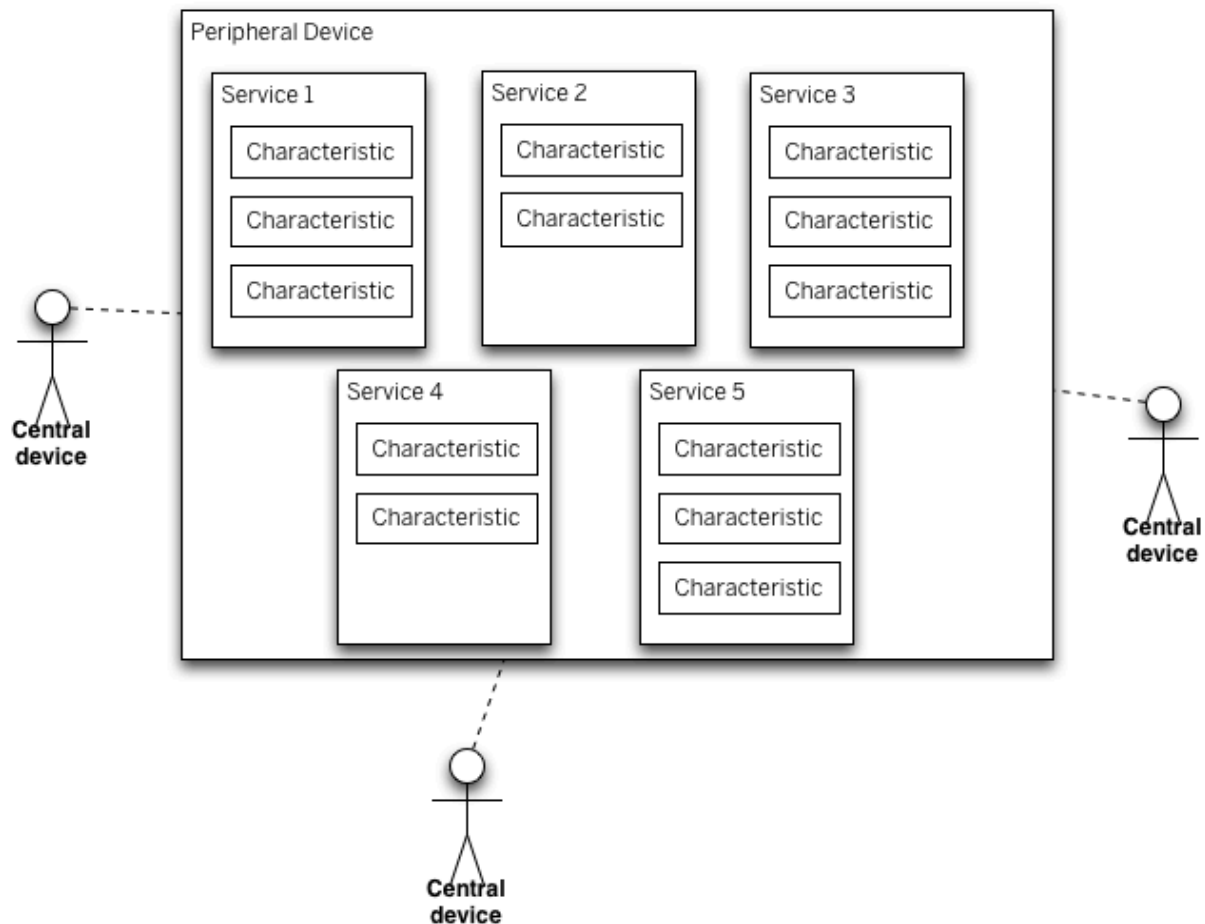 Peripheral Device
Service 1
Characteristic
Characteristic
Characteristic
Service 2
Characteristic
Characteristic
Service 3
Characteristic
Characteristic
Characteristic
Central
device
Service 4
Characteristic
Characteristic
Service 5
Characteristic
Characteristic
Characteristic
Central
device
Central
device